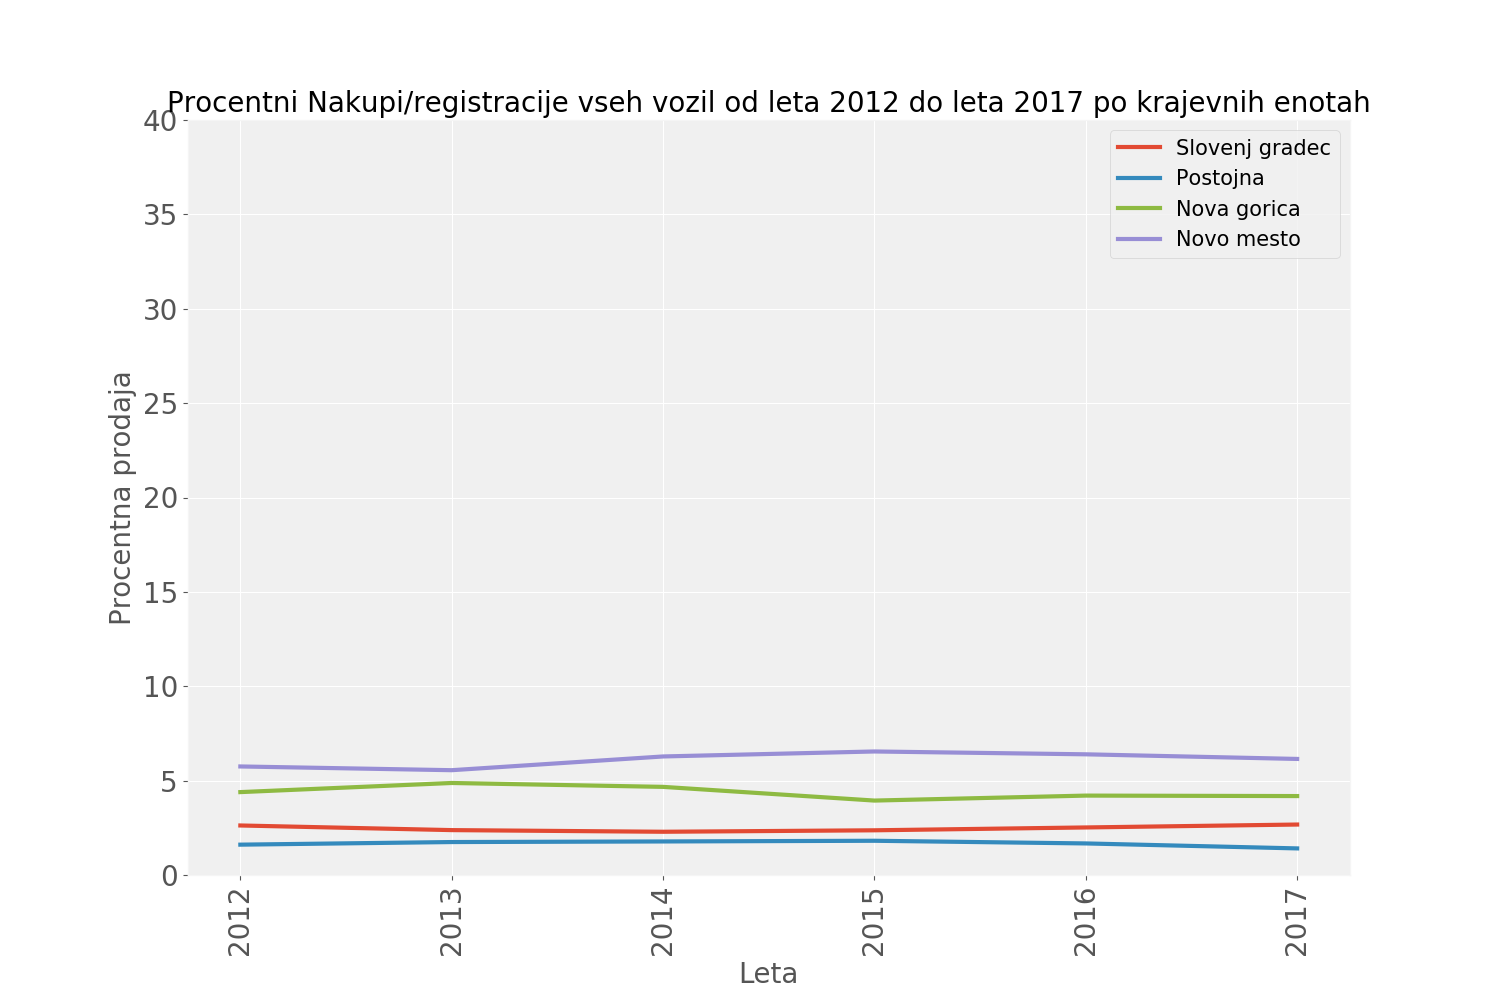 Procentni Nakupi/registracije vseh vozil od leta 2012 do leta 2017 po krajevnih enotah
Slovenj gradec
Postojna
Nova gorica
Novo mesto
Procentna prodaja
40
35
30
25
20
15
10
5
0
2012
2013
2014
2015
2016
2017
Leta